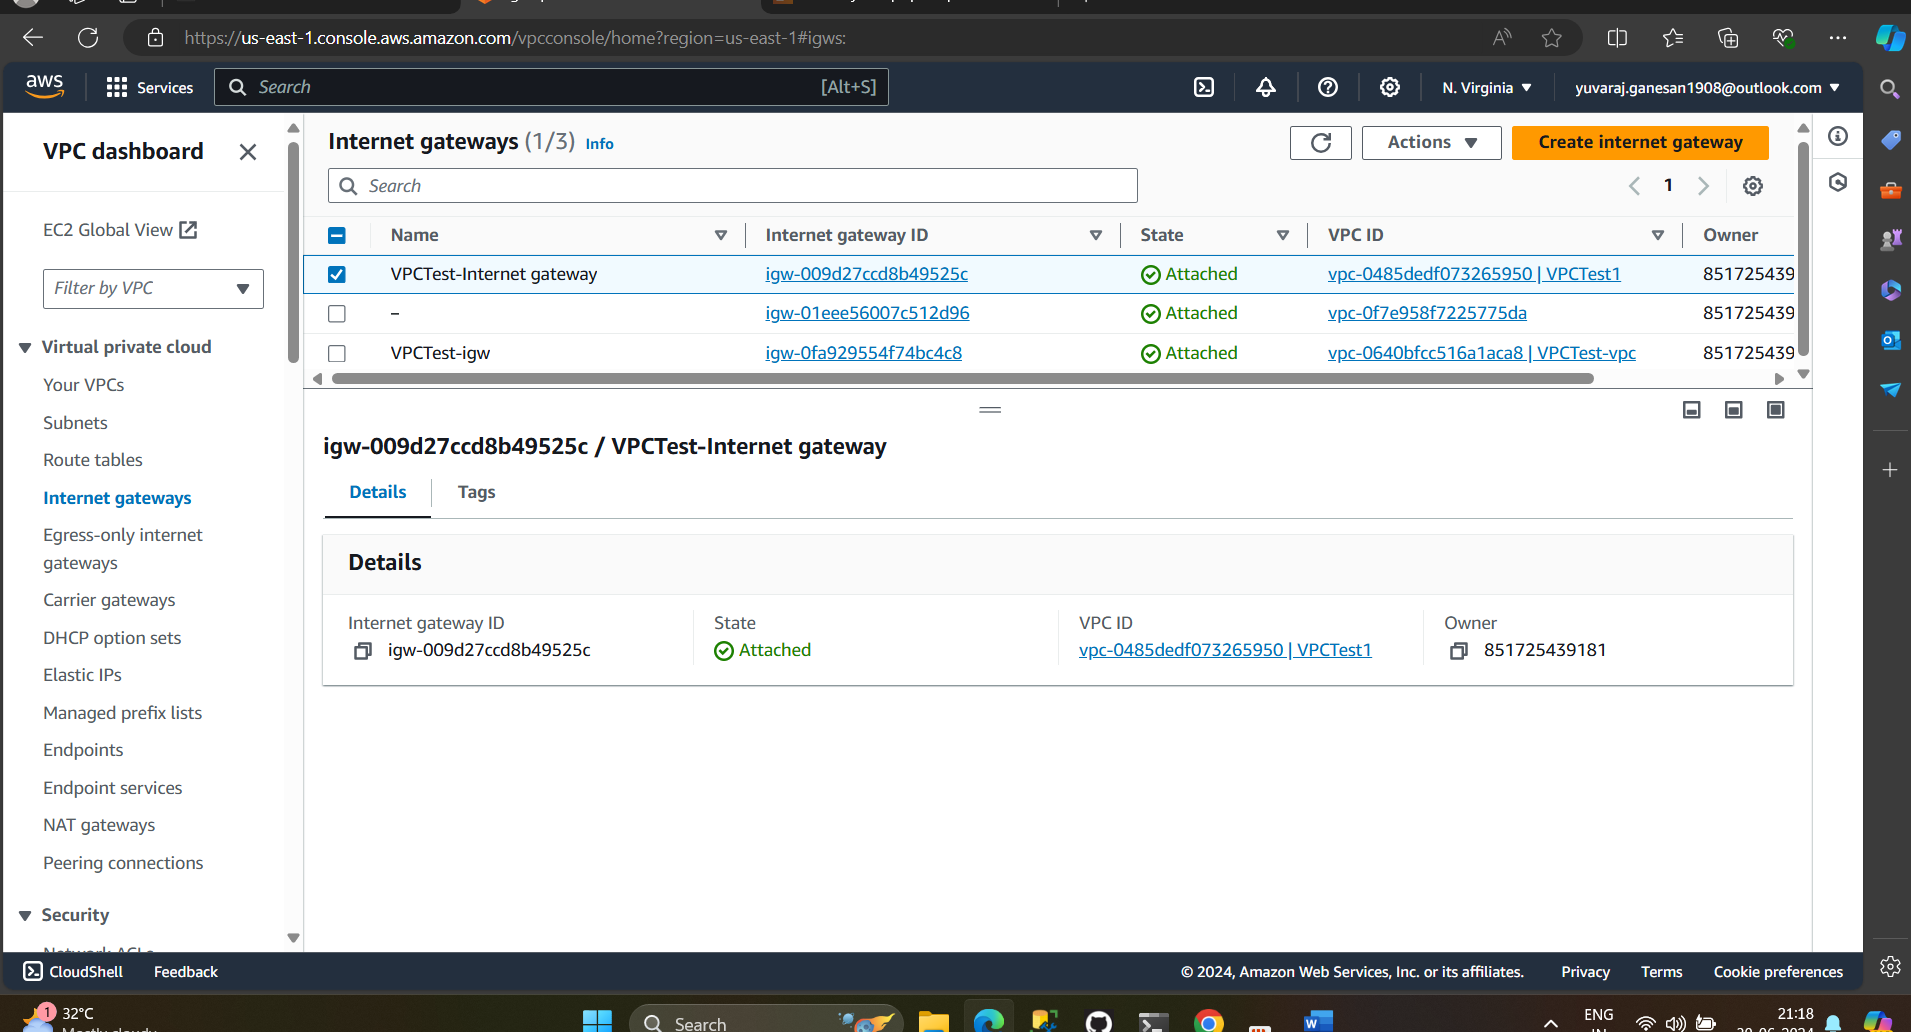 https://us-east-1.console.aws.amazon.com/vpcconsole/home?region=us-east-1#igws:
aws
Services
Search
[Alt+S]
N. Virginia
yuvaraj.ganesan1908@outlook.com
VPC dashboard
EC2 Global View
Filter by VPC
Virtual private cloud
Your VPCs
Subnets
Route tables
Internet gateways
Egress-only internet
gateways
Carrier gateways
DHCP option sets
Elastic IPs
Managed prefix lists
Endpoints
Endpoint services
NAT gateways
Peering connections
Security
Internet gateways (1/3) Info
Actions
Create internet gateway
Search
1
Name Internet gateway ID State VPC ID Owner
VPCTest-Internet gateway igw-009d27ccd8b49525c Attached vpc-0485dedf073265950 | VPCTest1 851725439
– igw-01eee56007c512d96 Attached vpc-0f7e958f7225775da 851725439
VPCTest-igw igw-0fa929554f74bc4c8 Attached vpc-0640bfcc516a1aca8 | VPCTest-vpc 851725439
igw-009d27ccd8b49525c / VPCTest-Internet gateway
Details Tags
Details
Internet gateway ID
igw-009d27ccd8b49525c
State
Attached
VPC ID
vpc-0485dedf073265950 | VPCTest1
Owner
851725439181
CloudShell Feedback
© 2024, Amazon Web Services, Inc. or its affiliates. Privacy Terms Cookie preferences
1
32°C
Search
ENG
21:18